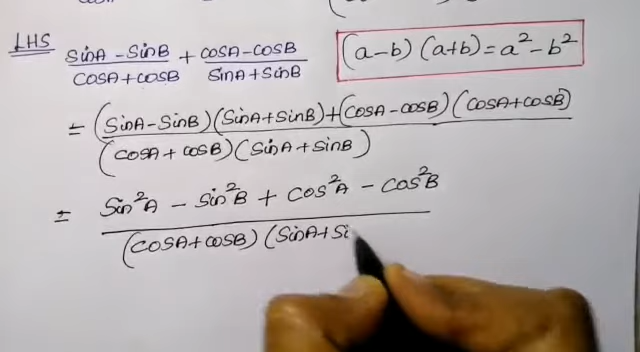 LHS sinA - sinB / cosA + cosB + cosA - cosB / sinA + sinB
(a-b) (a+b) = a² - b²
= (sinA - sinB) (sinA + sinB) + (cosA - cosB) (cosA + cosB) / (cosA + cosB) (sinA + sinB)
= sin²A - sin²B + cos²A - cos²B / (cosA + cosB) (sinA + si